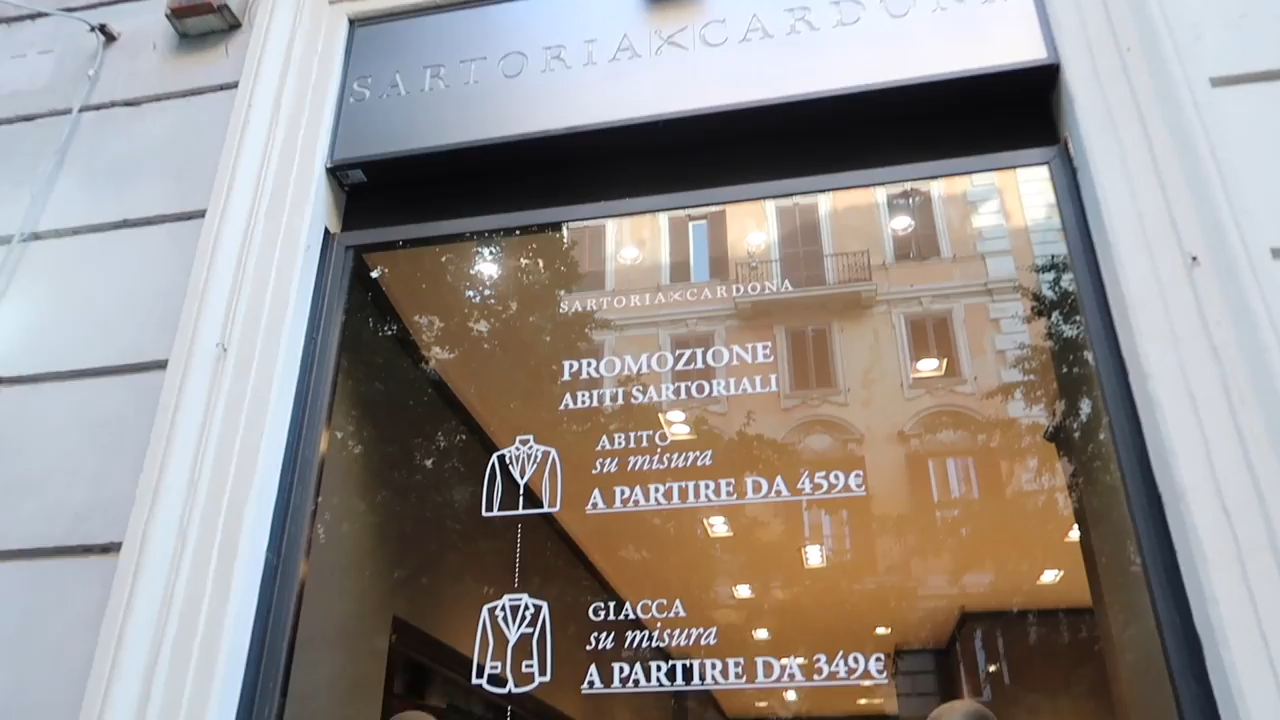 SARTORIA CARDONA
SARTORIA CARDONA
PROMOZIONE
ABITI SARTORIALI
ABITO
su misura
A PARTIRE DA 459€
GIACCA
su misura
A PARTIRE DA 349€